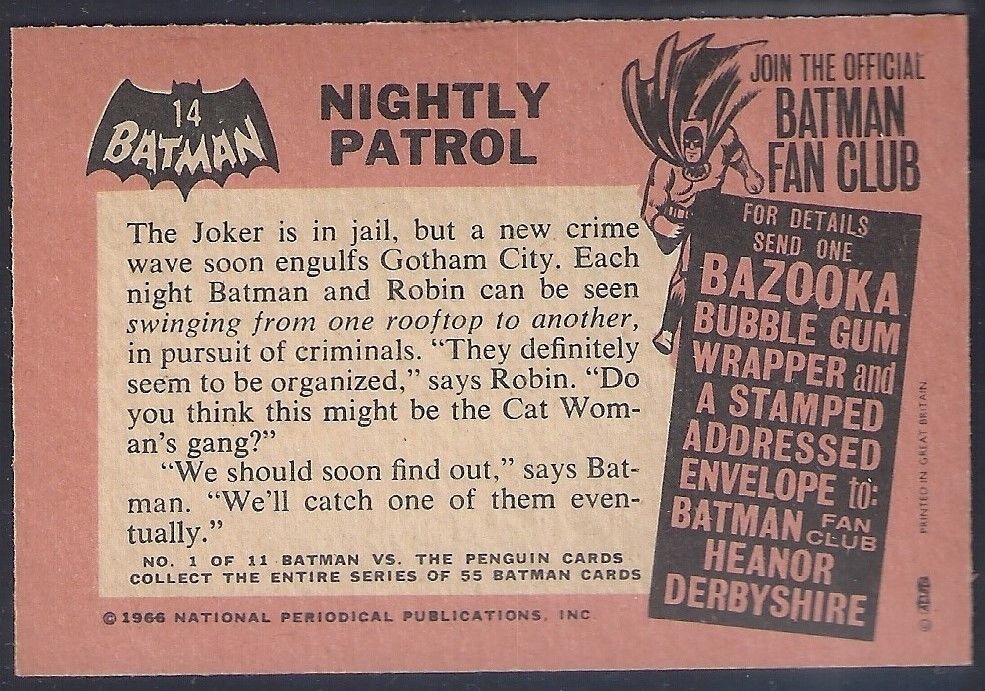 14
BATMAN
NIGHTLY
PATROL
The Joker is in jail, but a new crime
wave soon engulfs Gotham City. Each
night Batman and Robin can be seen
swinging from one rooftop to another,
in pursuit of criminals. “They definitely
seem to be organized,” says Robin. “Do
you think this might be the Cat Wom-
an’s gang?”
“We should soon find out,” says Bat-
man. “We’ll catch one of them even-
tually.”
NO. 1 OF 11 BATMAN VS. THE PENGUIN CARDS
COLLECT THE ENTIRE SERIES OF 55 BATMAN CARDS
© 1966 NATIONAL PERIODICAL PUBLICATIONS, INC.
JOIN THE OFFICIAL
BATMAN
FAN CLUB
FOR DETAILS
SEND ONE
BAZOOKA
BUBBLE GUM
WRAPPER and
A STAMPED
ADDRESSED
ENVELOPE to:
BATMAN FAN CLUB
HEANOR
DERBYSHIRE
PRINTED IN GREAT BRITAIN
©